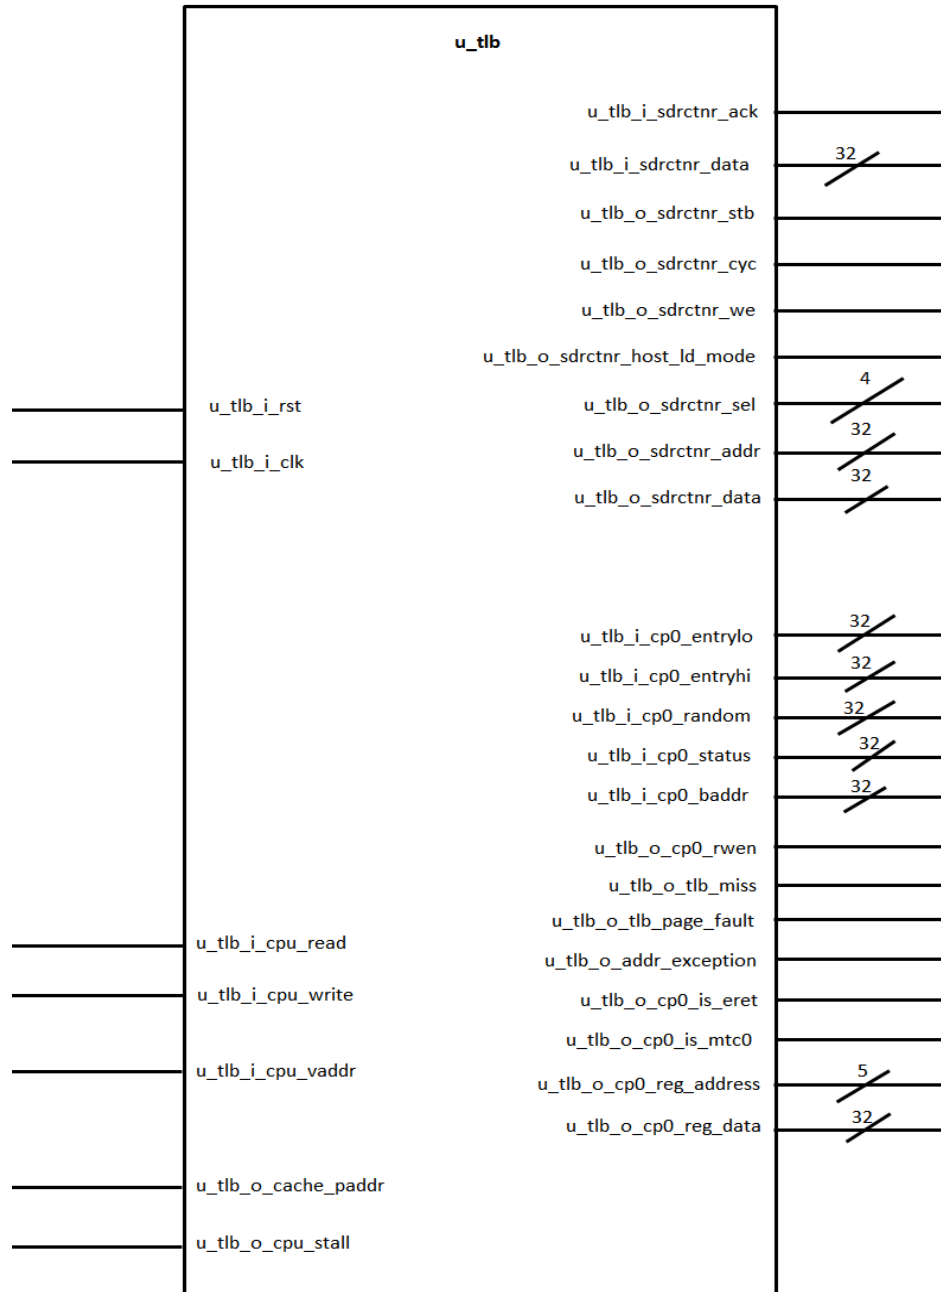 u_tlb
u_tlb_i_sdrctnr_ack
u_tlb_i_sdrctnr_data
32
u_tlb_o_sdrctnr_stb
u_tlb_o_sdrctnr_cyc
u_tlb_o_sdrctnr_we
u_tlb_o_sdrctnr_host_ld_mode
u_tlb_i_rst
u_tlb_o_sdrctnr_sel
4
u_tlb_i_clk
u_tlb_o_sdrctnr_addr
32
u_tlb_o_sdrctnr_data
32
u_tlb_i_cp0_entrylo
32
u_tlb_i_cp0_entryhi
32
u_tlb_i_cp0_random
32
u_tlb_i_cp0_status
32
u_tlb_i_cp0_baddr
32
u_tlb_o_cp0_rwen
u_tlb_o_tlb_miss
u_tlb_o_tlb_page_fault
u_tlb_i_cpu_read
u_tlb_o_addr_exception
u_tlb_i_cpu_write
u_tlb_o_cp0_is_eret
u_tlb_o_cp0_is_mtc0
u_tlb_i_cpu_vaddr
u_tlb_o_cp0_reg_address
5
u_tlb_o_cp0_reg_data
32
u_tlb_o_cache_paddr
u_tlb_o_cpu_stall